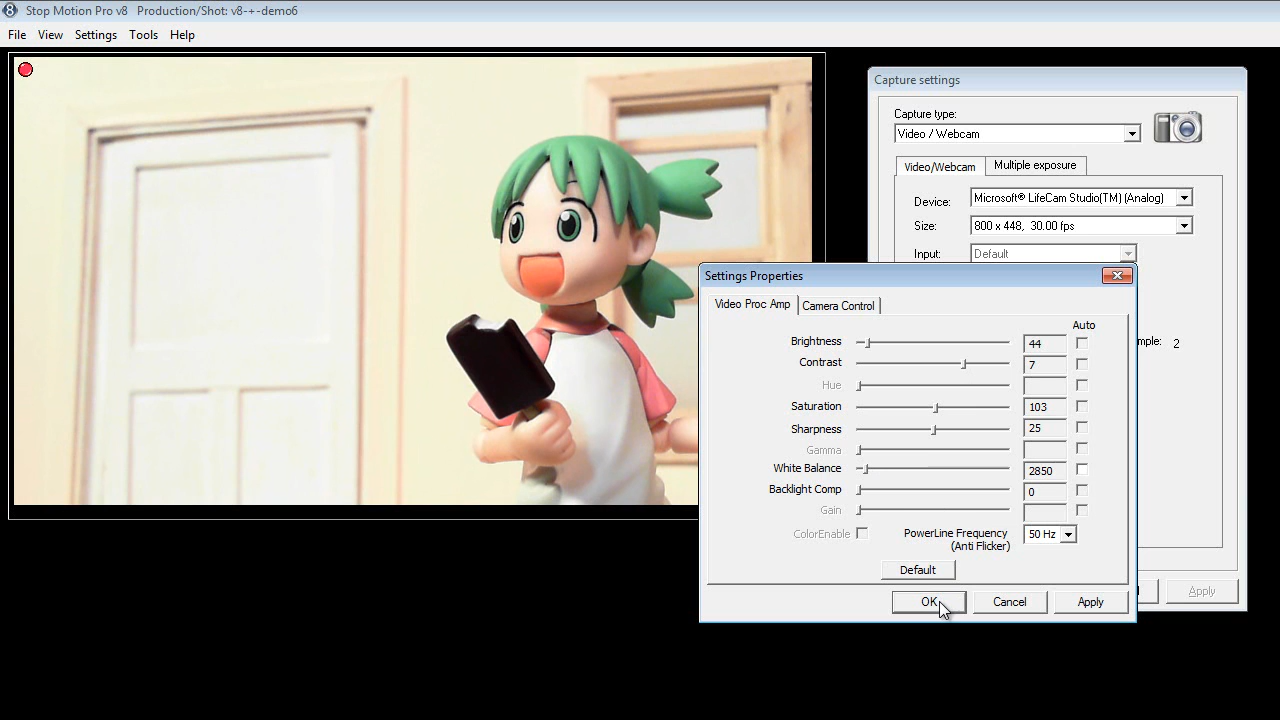 8 Stop Motion Pro v8 Production/Shot: v8-+-demo6
File View Settings Tools Help
Capture settings
Capture type:
Video / Webcam
Video/Webcam Multiple exposure
Device: Microsoft® LifeCam Studio(TM) (Analog)
Size: 800 x 448, 30.00 fps
Input: Default
Settings Properties
Video Proc Amp Camera Control
Auto
Brightness 44
mple: 2
Contrast 7
Hue
Saturation 103
Sharpness 25
Gamma
White Balance 2850
Backlight Comp 0
Gain
ColorEnable PowerLine Frequency 50 Hz
(Anti Flicker)
Default
OK Cancel Apply
Apply